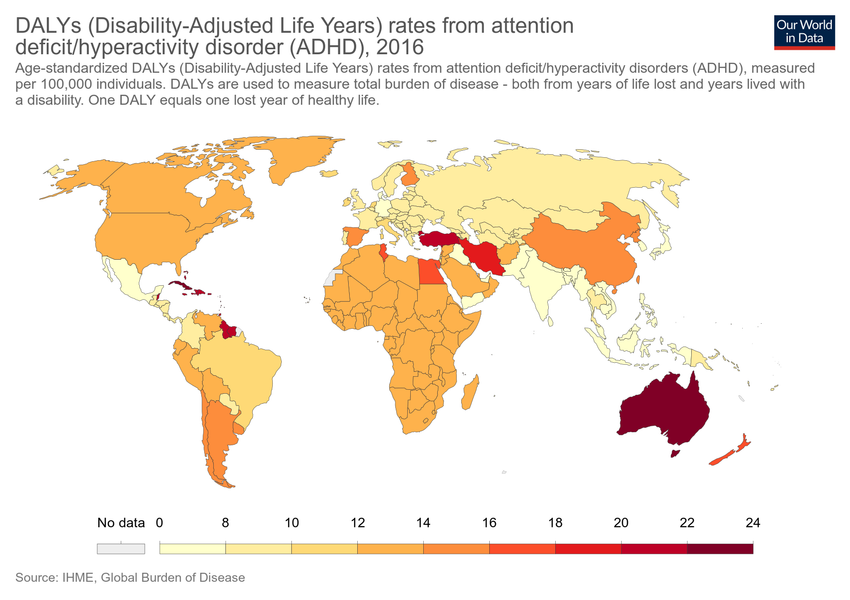 DALYs (Disability-Adjusted Life Years) rates from attention
deficit/hyperactivity disorder (ADHD), 2016
Our World
in Data
Age-standardized DALYs (Disability-Adjusted Life Years) rates from attention deficit/hyperactivity disorders (ADHD), measured
per 100,000 individuals. DALYs are used to measure total burden of disease - both from years of life lost and years lived with
a disability. One DALY equals one lost year of healthy life.
No data 0 8 10 12 14 16 18 20 22 24
Source: IHME, Global Burden of Disease